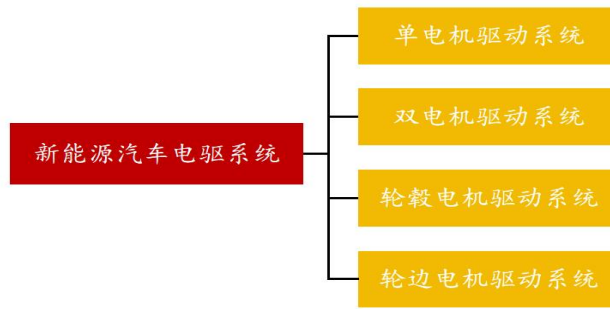 单电机驱动系统
双电机驱动系统
新能源汽车电驱系统
轮毂电机驱动系统
轮边电机驱动系统